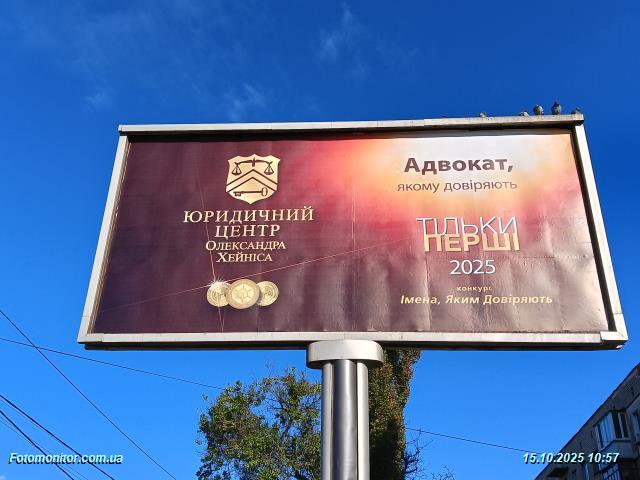 ЮРИДИЧНИЙ
ЦЕНТР
ОЛЕКСАНДРА
ХЕЙНІСА
Адвокат,
якому довіряють
ТІЛЬКИ
ПЕРШІ
2025
конкурс
Імена, Яким Довіряють
Fotomonitor.com.ua
15.10.2025 10:57